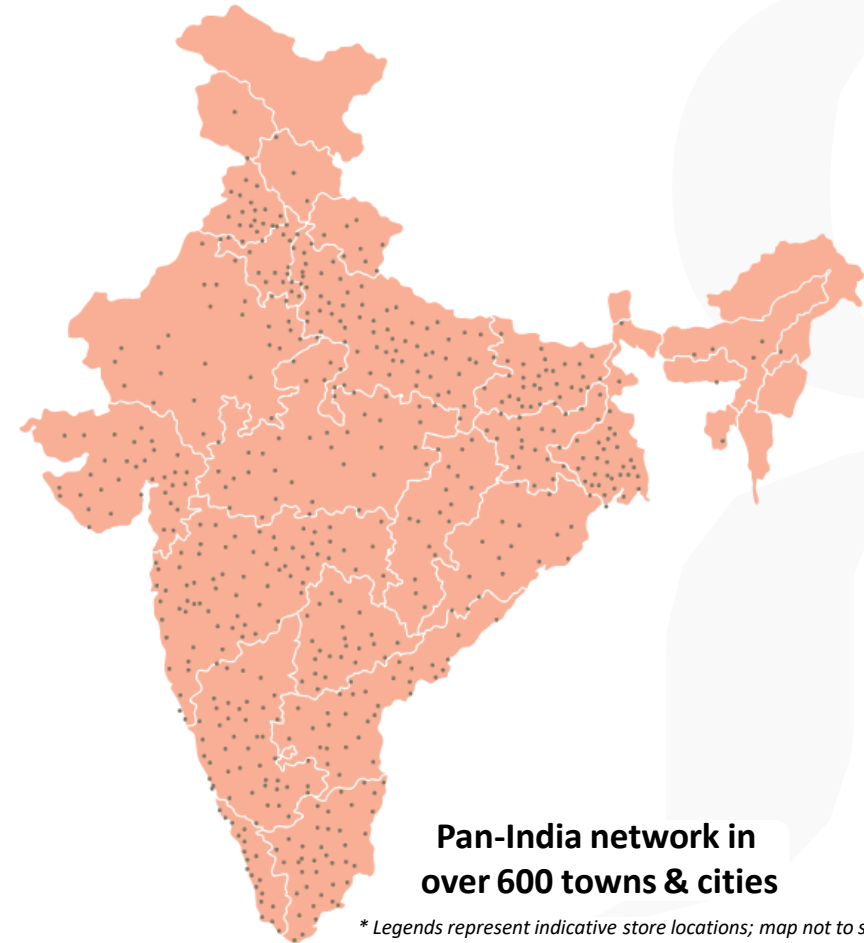 Pan-India network in
over 600 towns & cities
* Legends represent indicative store locations; map not to s